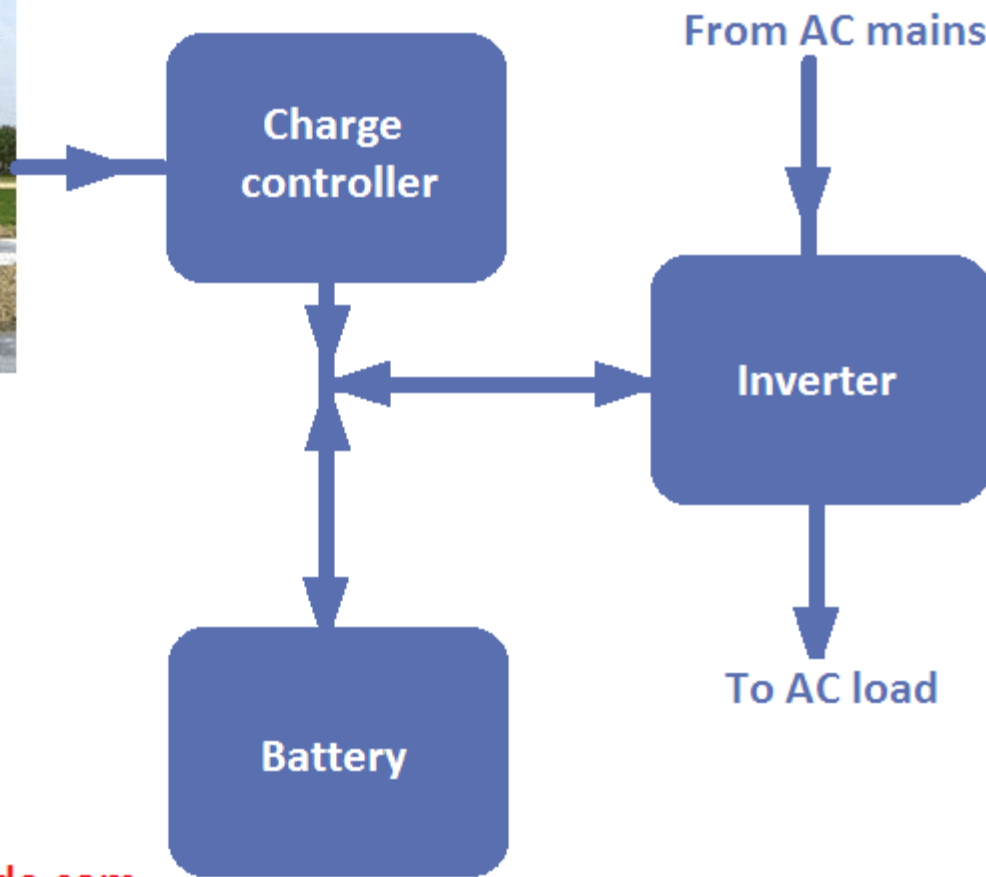 From AC mains
Charge
controller
Inverter
To AC load
Battery